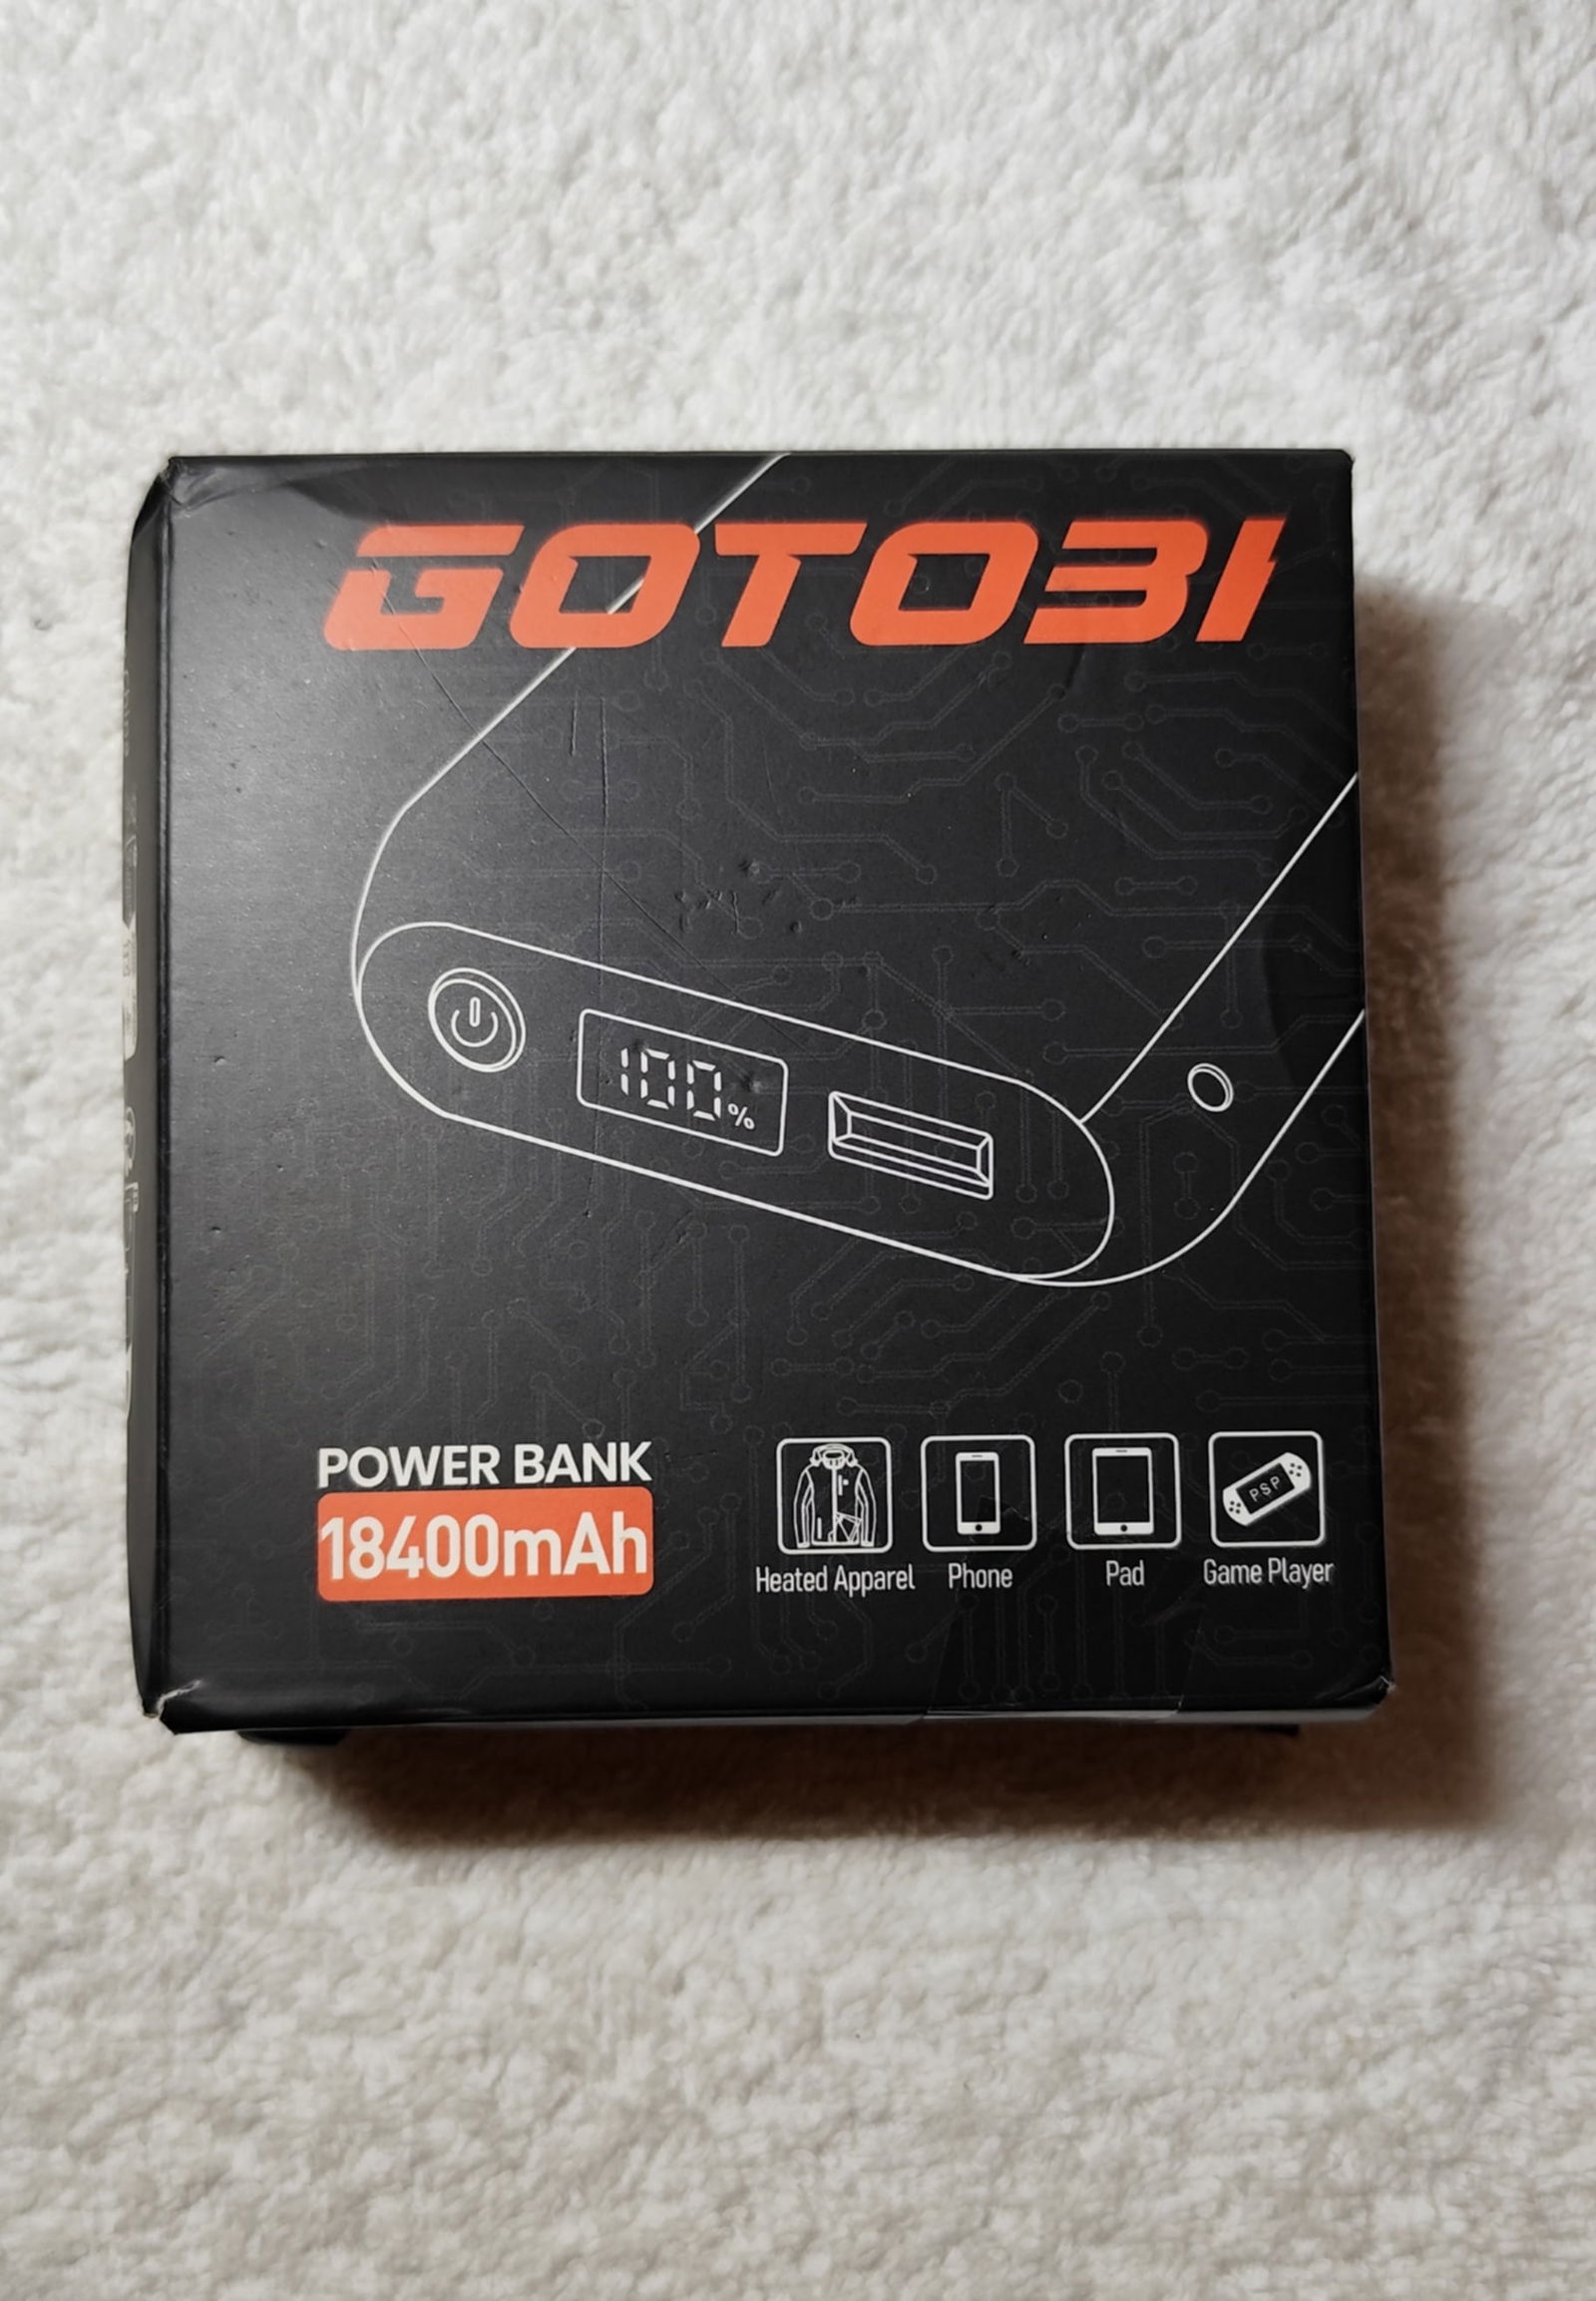 GOTOBI
100%
POWER BANK
18400mAh
PSP
Heated Apparel
Phone
Pad
Game Player